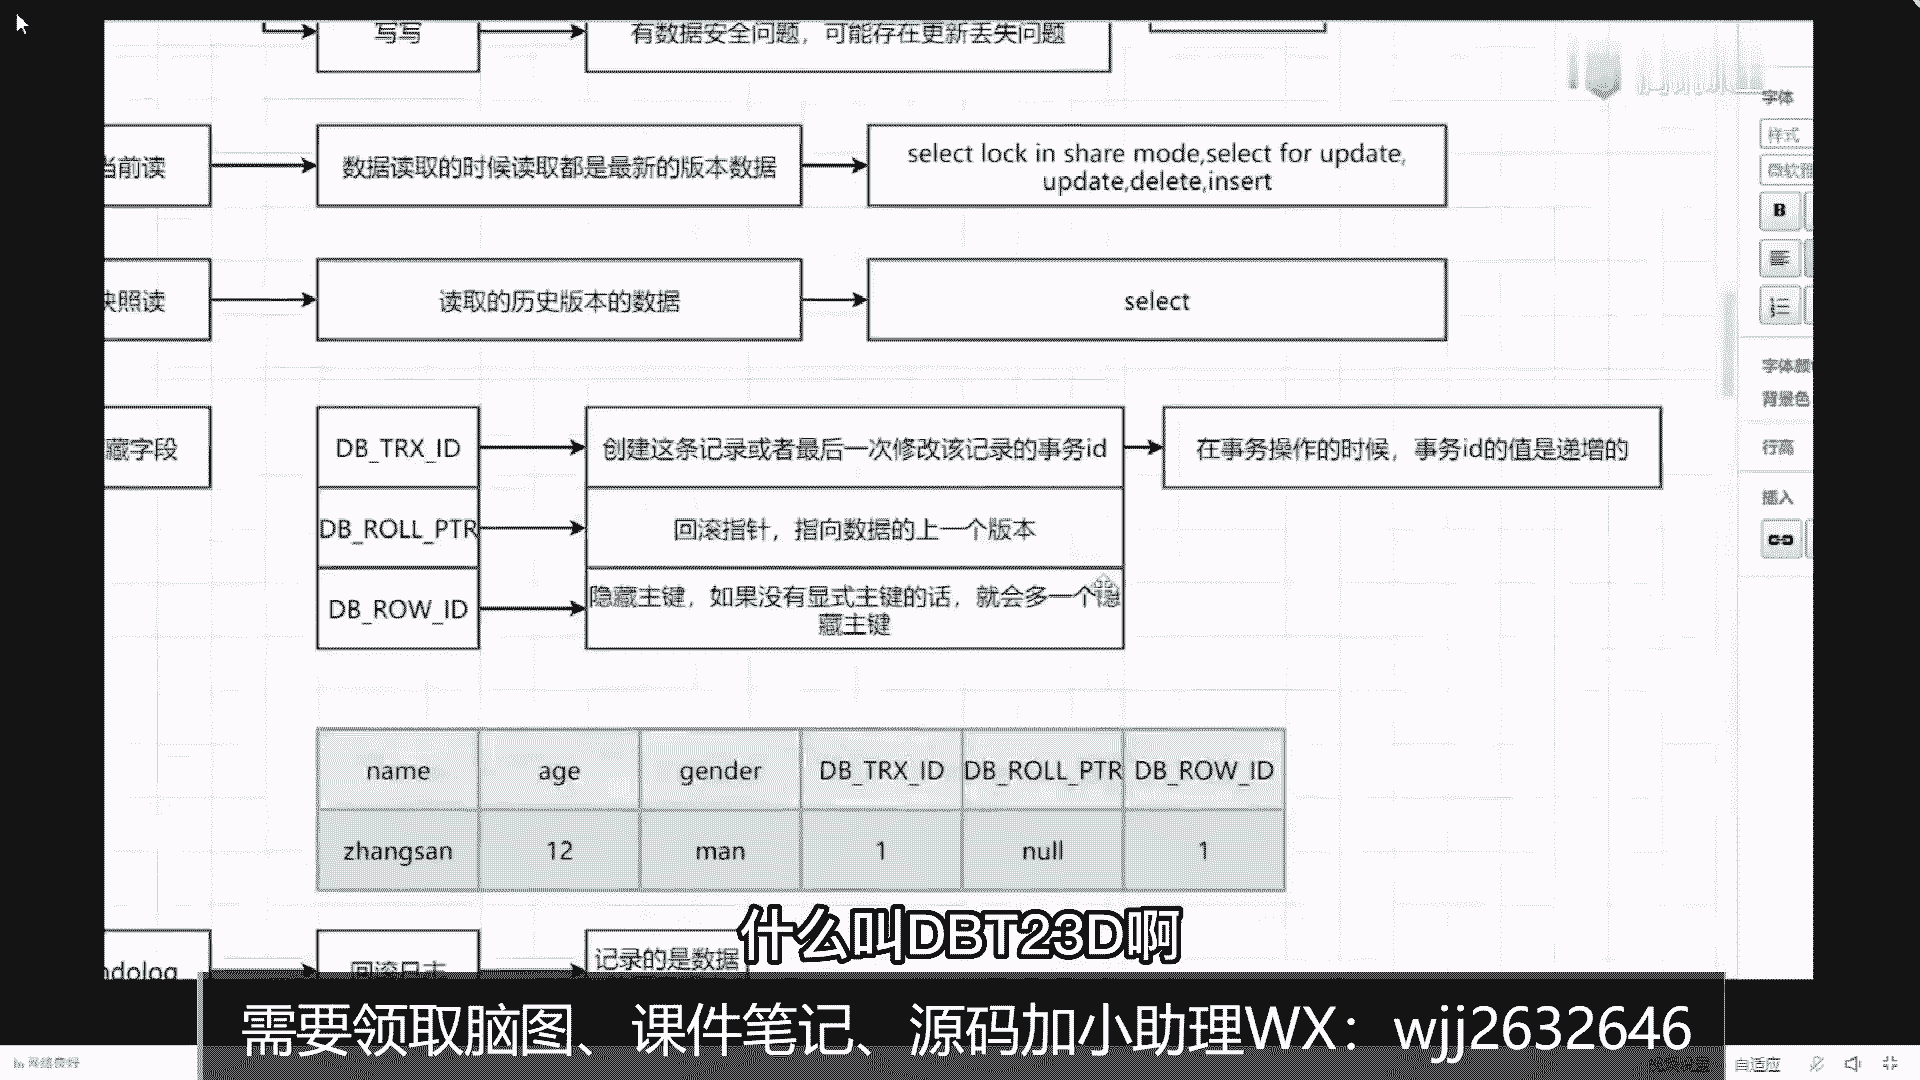 写写
有数据安全问题，可能存在更新丢失问题
字体
样式
当前读
数据读取的时候读取都是最新的版本数据
select lock in share mode,select for update,
update,delete,insert
B
快照读
读取的历史版本的数据
select
字体颜
背景色
藏字段
DB_TRX_ID
创建这条记录或者最后一次修改该记录的事务id
在事务操作的时候，事务id的值是递增的
行高
插入
DB_ROLL_PTR
回滚指针，指向数据的上一个版本
DB_ROW_ID
隐藏主键，如果没有显式主键的话，就会多一个隐
藏主键
name age gender DB_TRX_ID DB_ROLL_PTR DB_ROW_ID
zhangsan 12 man 1 null 1
什么叫DBT23D啊
ndolog
回滚日志
记录的是数据
需要领取脑图、课件笔记、源码加小助理WX：wjj2632646
网络良好
自适应